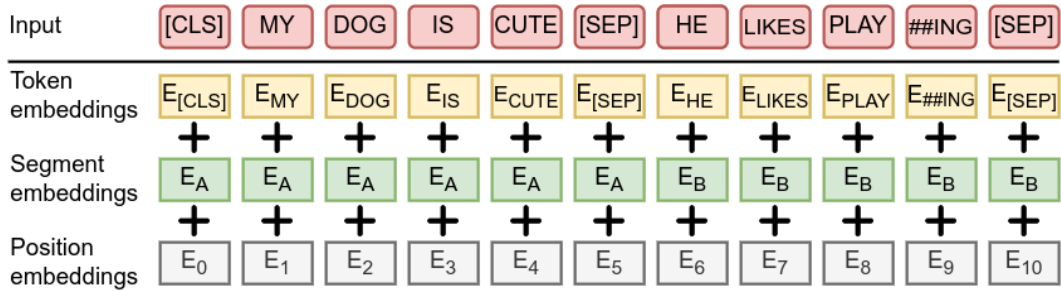 Input [CLS] MY DOG IS CUTE [SEP] HE LIKES PLAY ##ING [SEP]
Token embeddings E[CLS] EMY EDOG EIS ECUTE E[SEP] EHE ELIKES EPLAY E##ING E[SEP]
+ + + + + + + + + + +
Segment embeddings EA EA EA EA EA EA EB EB EB EB EB
+ + + + + + + + + + +
Position embeddings E0 E1 E2 E3 E4 E5 E6 E7 E8 E9 E10